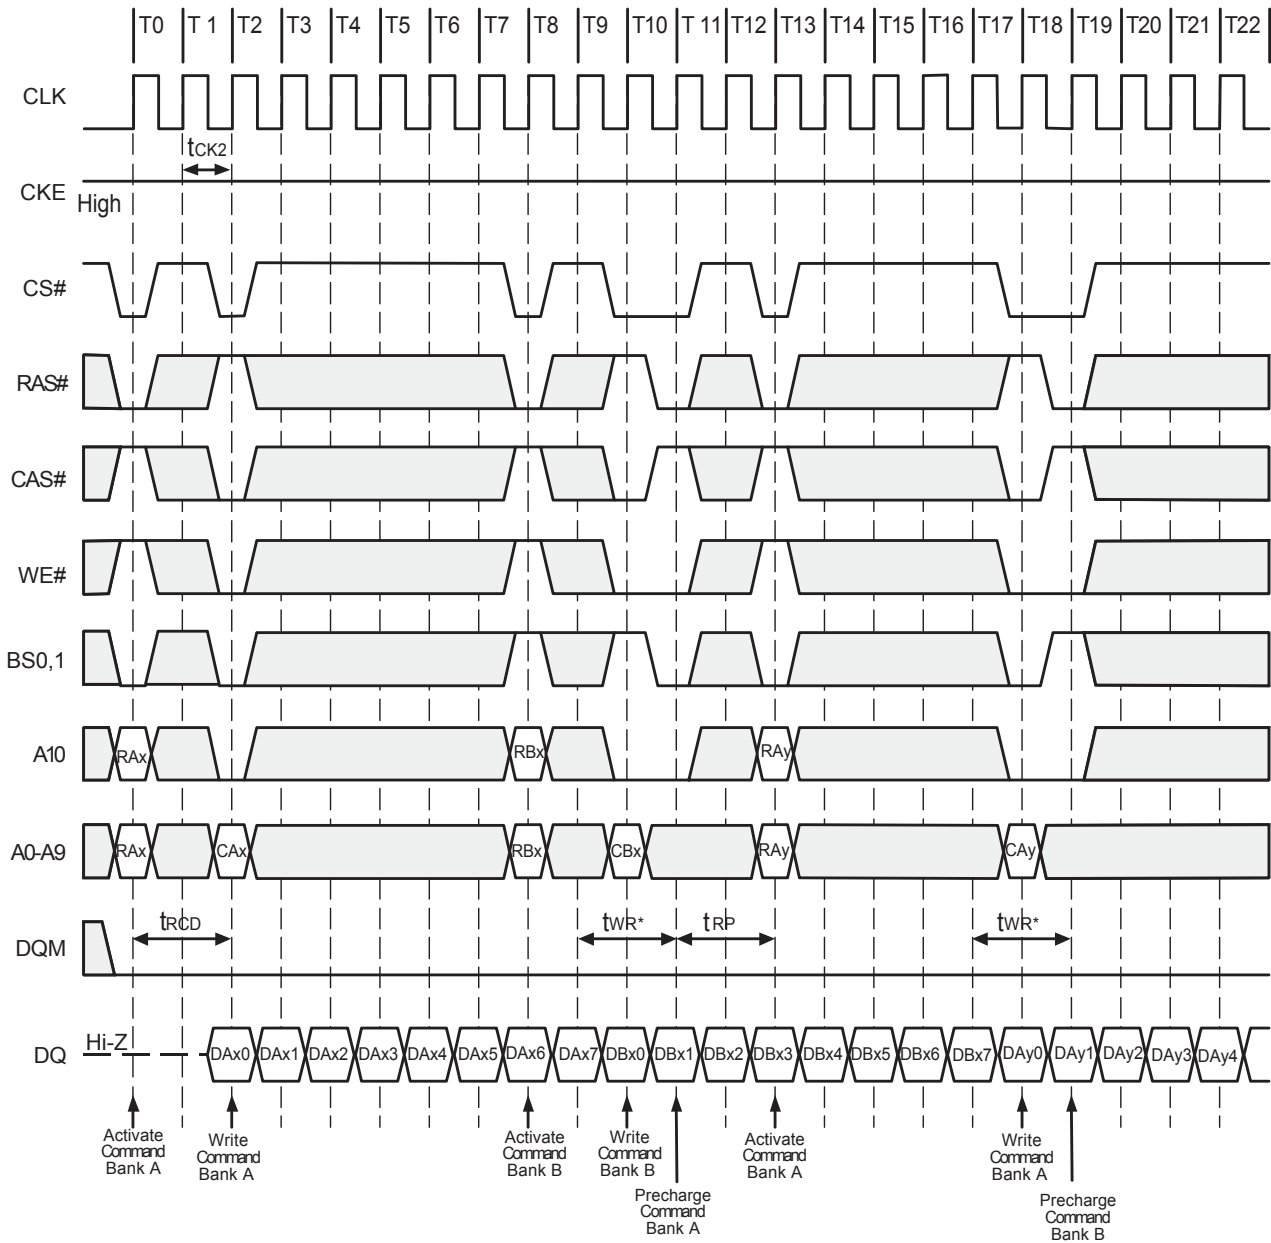 T0 T 1 T2 T3 T4 T5 T6 T7 T8 T9 T10 T 11 T12 T13 T14 T15 T16 T17 T18 T19 T20 T21 T22
CLK
tCK2
CKE
High
CS#
RAS#
CAS#
WE#
BS0,1
A10 RAx RBx RAy
A0-A9 RAx CAx RBx CBx RAy CAy
tRCD tWR* tRP tWR*
DQM
Hi-Z
DQ DAx0 DAx1 DAx2 DAx3 DAx4 DAx5 DAx6 DAx7 DBx0 DBx1 DBx2 DBx3 DBx4 DBx5 DBx6 DBx7 DAy0 DAy1 DAy2 DAy3 DAy4
Activate
Command
Bank A
Write
Command
Bank A
Activate
Command
Bank B
Write
Command
Bank B
Precharge
Command
Bank A
Activate
Command
Bank A
Write
Command
Bank A
Precharge
Command
Bank B